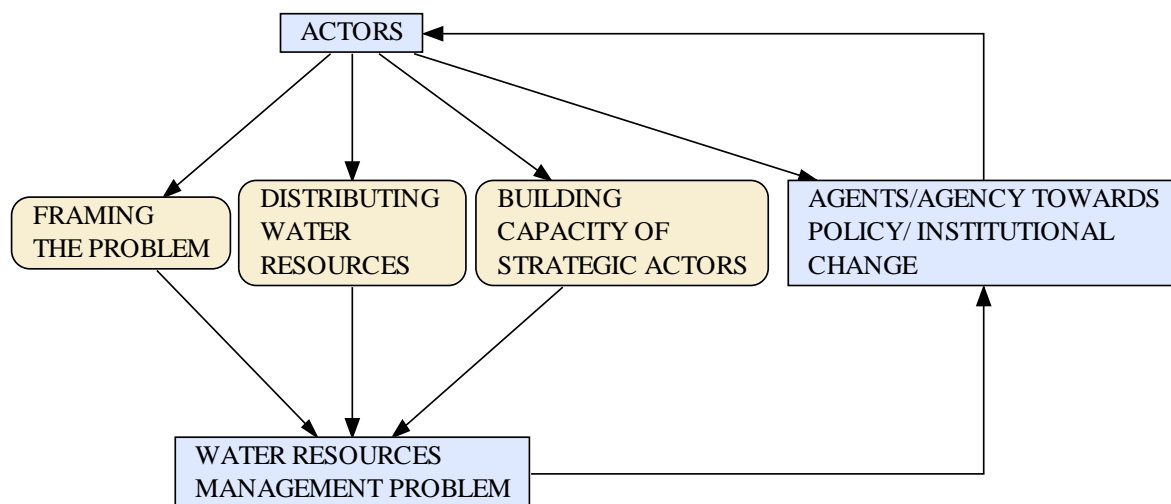 ACTORS
FRAMING
THE PROBLEM
DISTRIBUTING
WATER
RESOURCES
BUILDING
CAPACITY OF
STRATEGIC ACTORS
AGENTS/AGENCY TOWARDS
POLICY/ INSTITUTIONAL
CHANGE
WATER RESOURCES
MANAGEMENT PROBLEM